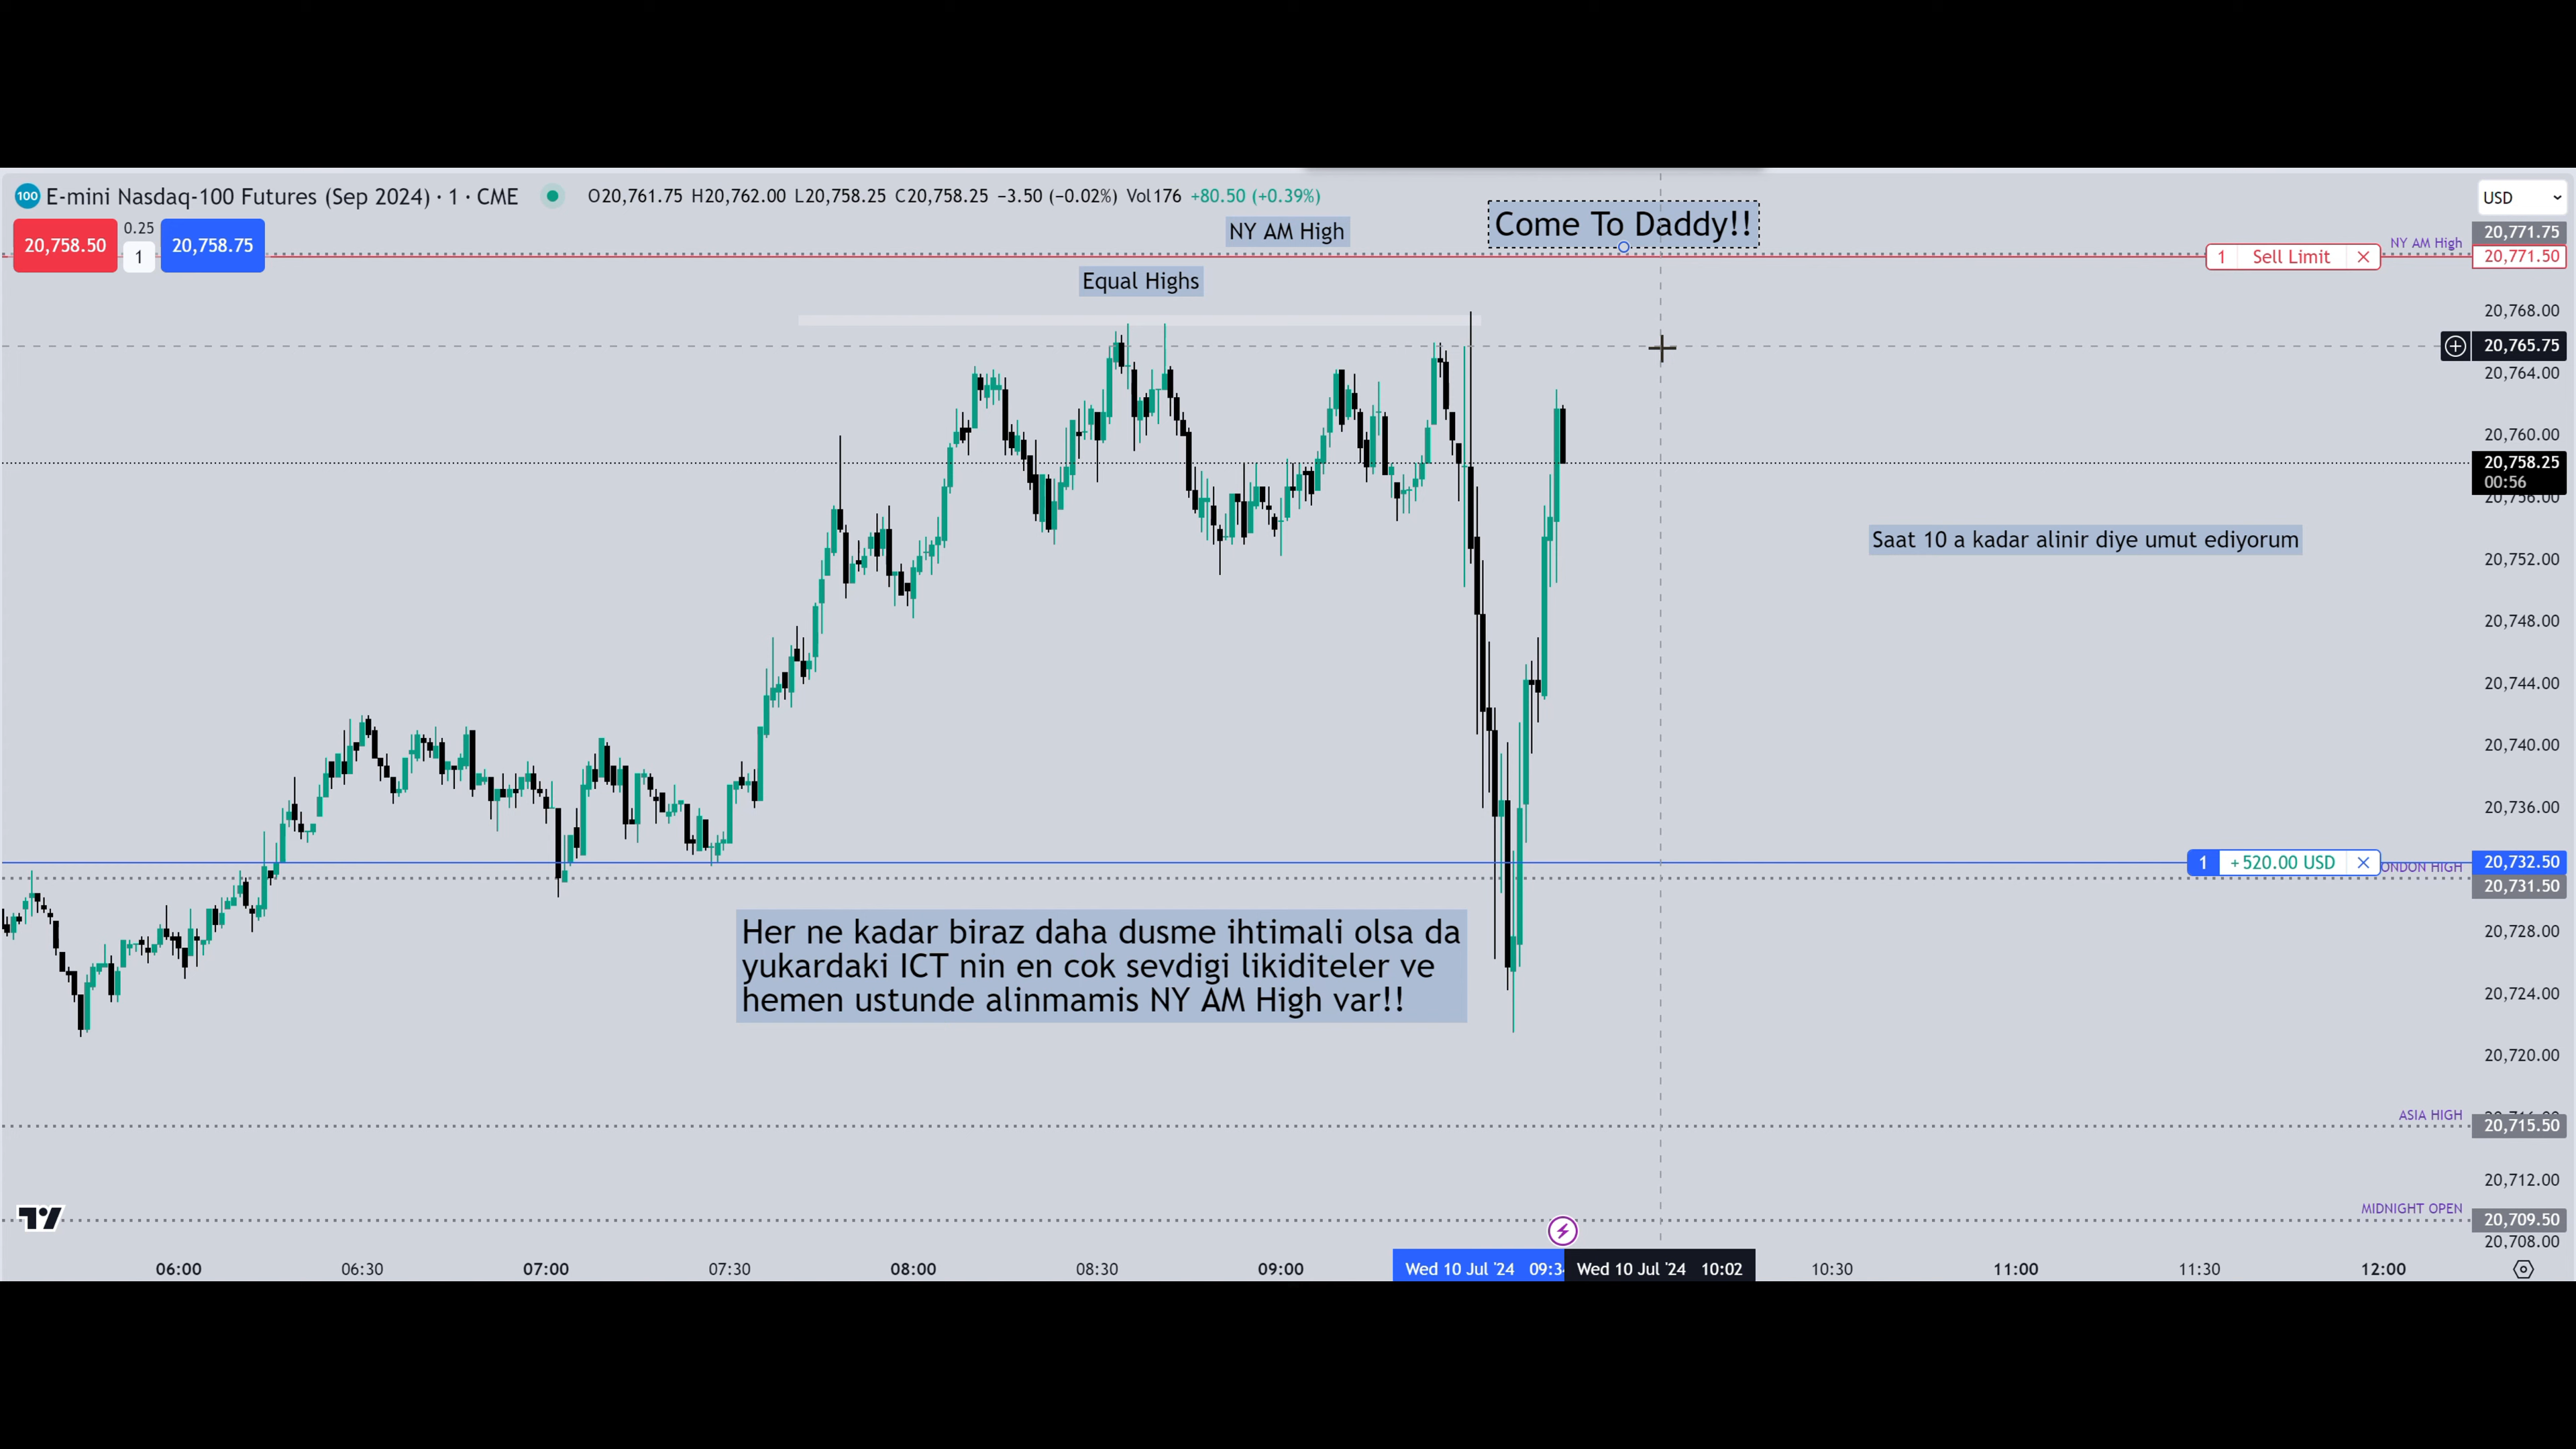 100 E-mini Nasdaq-100 Futures (Sep 2024) · 1 · CME O20,761.75 H20,762.00 L20,758.25 C20,758.25 −3.50 (−0.02%) Vol176 +80.50 (+0.39%)
USD
20,758.50 0.25 1 20,758.75
NY AM High
Come To Daddy!!
NY AM High 20,771.75
1 Sell Limit 20,771.50
Equal Highs
20,768.00
20,765.75
20,764.00
20,760.00
20,758.25
00:56
20,756.00
Saat 10 a kadar alinir diye umut ediyorum
20,752.00
20,748.00
20,744.00
20,740.00
20,736.00
1 +520.00 USD 20,732.50
ONDON HIGH 20,731.50
Her ne kadar biraz daha dusme ihtimali olsa da
yukardaki ICT nin en cok sevdigi likiditeler ve
hemen ustunde alinmamis NY AM High var!!
20,728.00
20,724.00
20,720.00
ASIA HIGH 20,715.50
20,712.00
MIDNIGHT OPEN 20,709.50
20,708.00
06:00 06:30 07:00 07:30 08:00 08:30 09:00 Wed 10 Jul '24 09:3 Wed 10 Jul '24 10:02 10:30 11:00 11:30 12:00